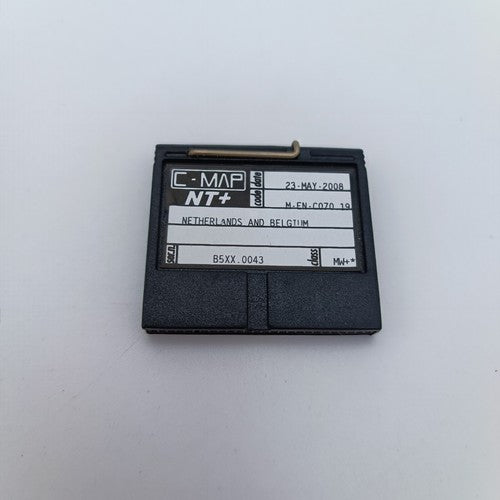 C-MAP
NT+
date 23-MAY-2008
code M-EN-C070.19
NETHERLANDS AND BELGIUM
ser.n. B5XX.0043
class MW+*